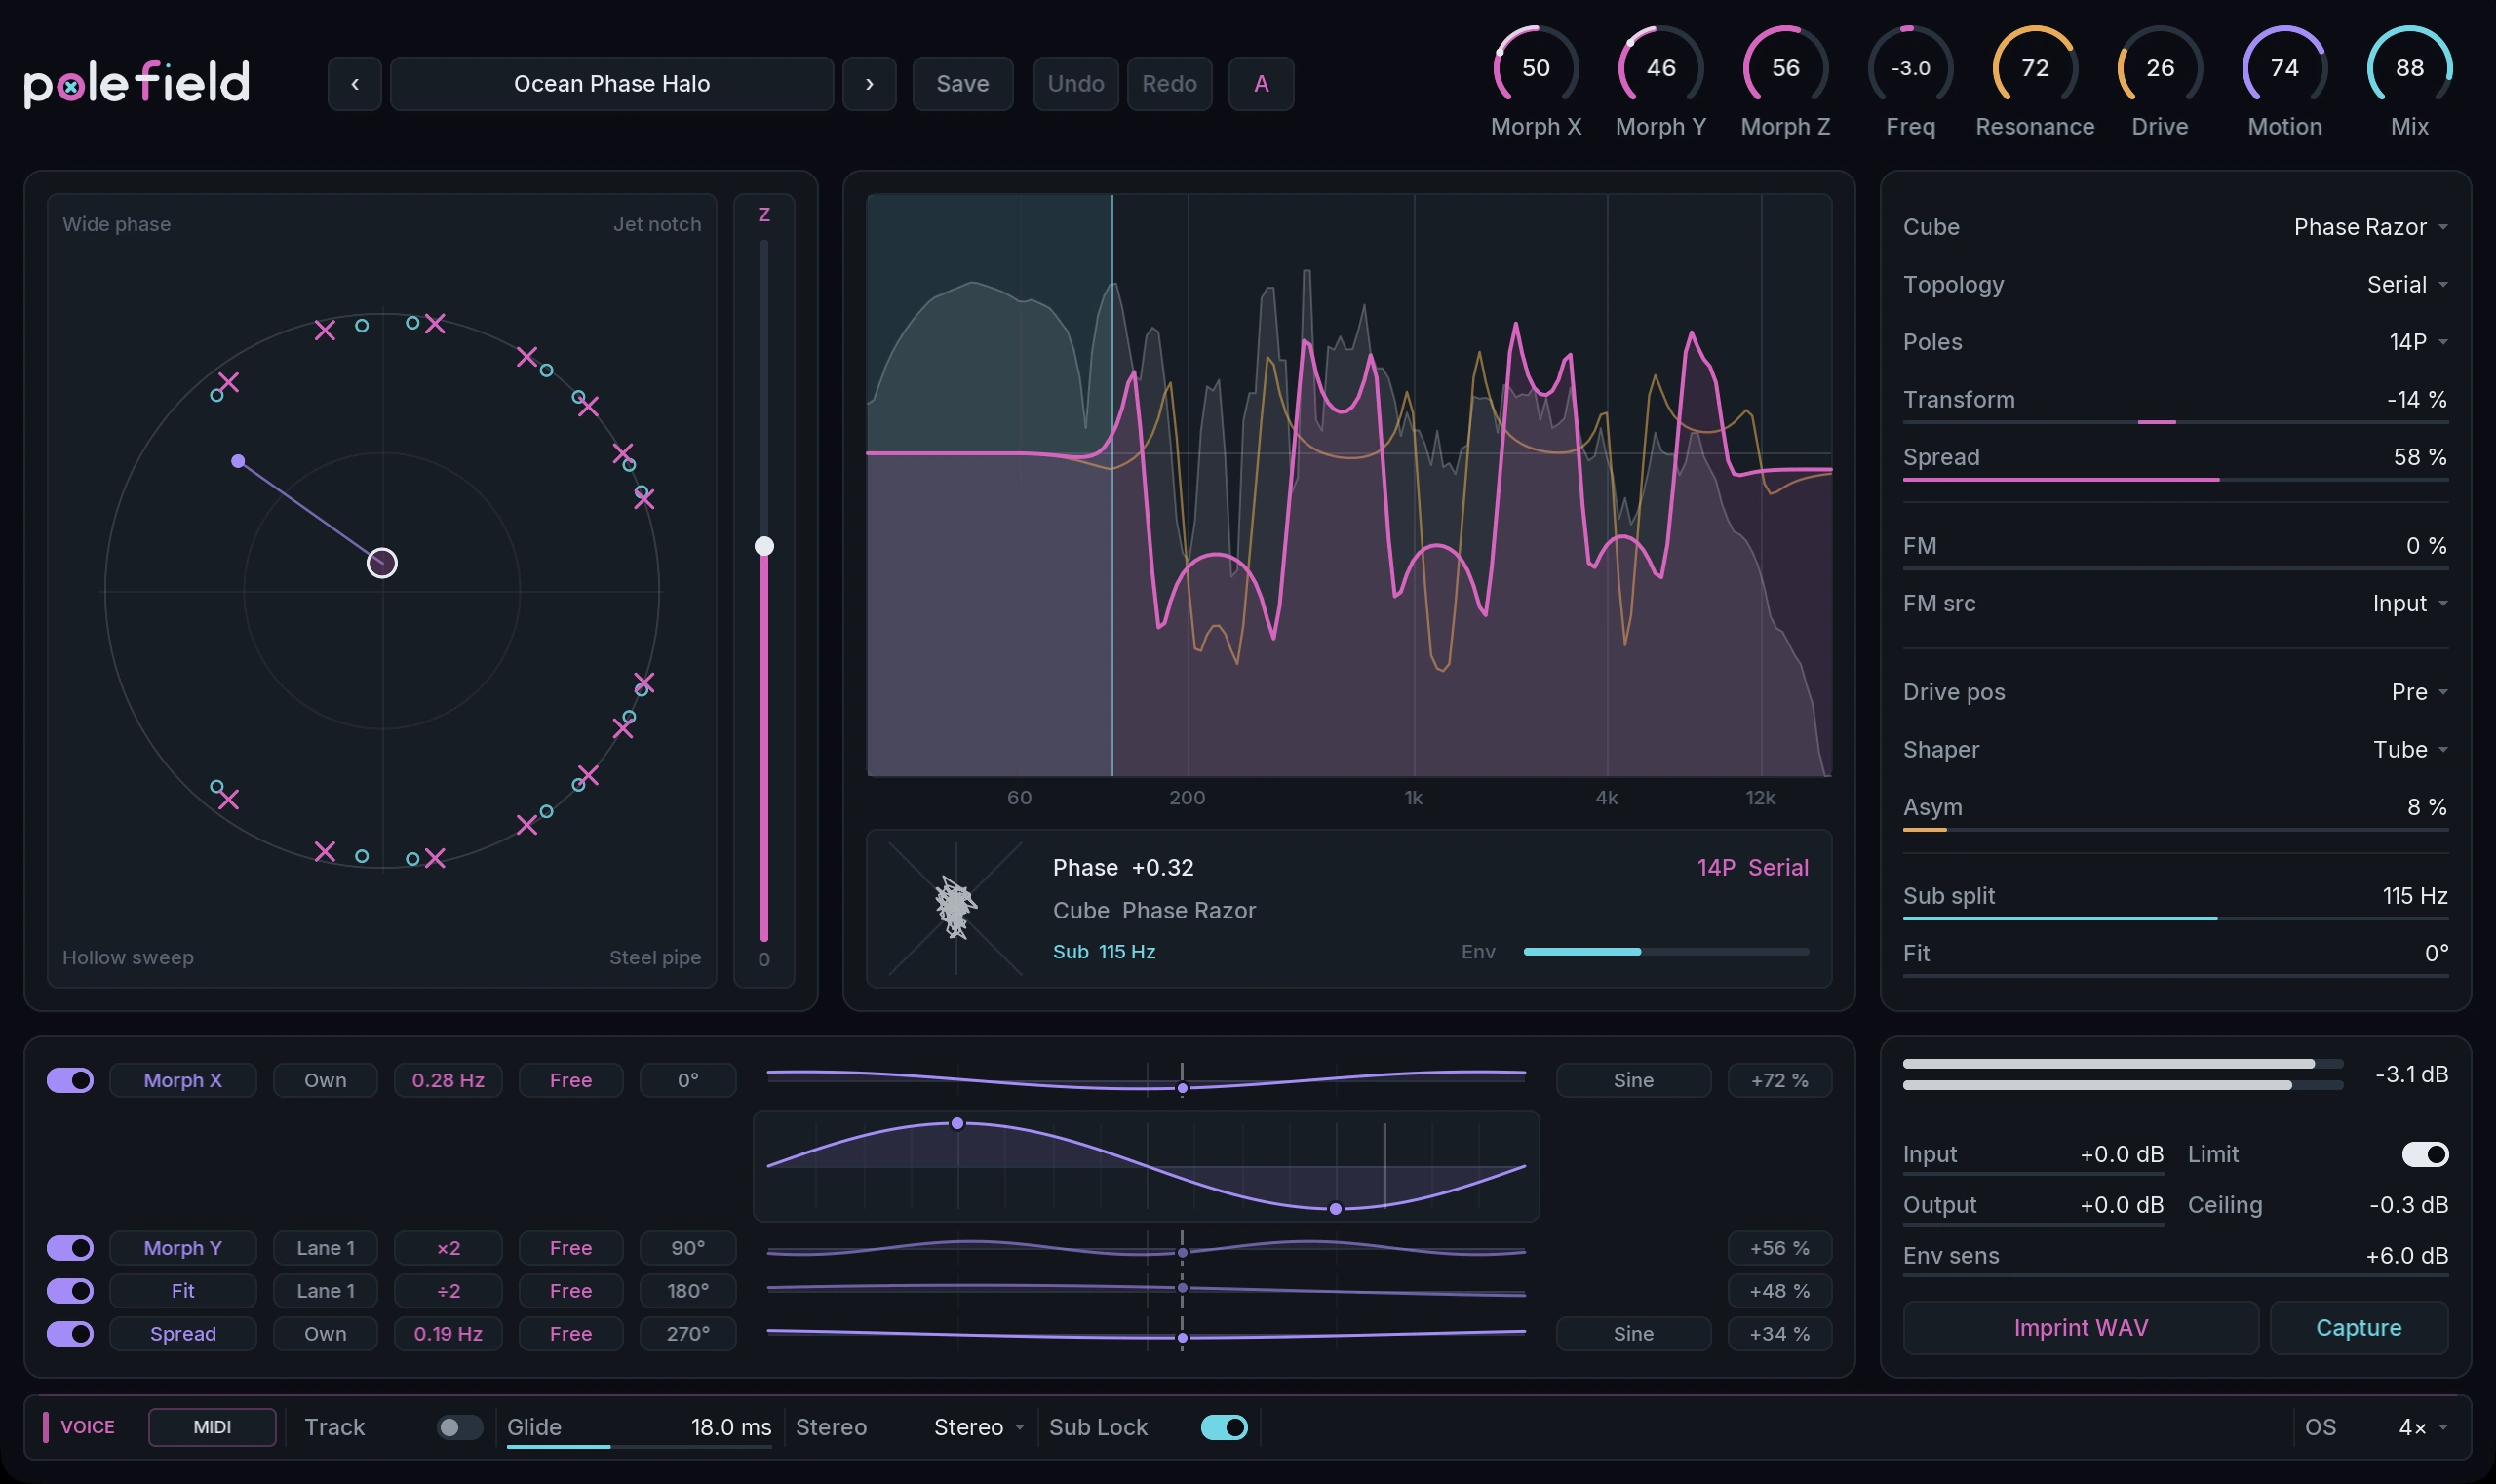 polefield
‹ Ocean Phase Halo › Save Undo Redo A
50 46 56 -3.0 72 26 74 88
Morph X Morph Y Morph Z Freq Resonance Drive Motion Mix
Wide phase Jet notch
Z
Hollow sweep Steel pipe
0
60 200 1k 4k 12k
Phase +0.32 14P Serial
Cube Phase Razor
Sub 115 Hz Env
Cube Phase Razor
Topology Serial
Poles 14P
Transform -14 %
Spread 58 %
FM 0 %
FM src Input
Drive pos Pre
Shaper Tube
Asym 8 %
Sub split 115 Hz
Fit 0°
Morph X Own 0.28 Hz Free 0° Sine +72 %
Morph Y Lane 1 ×2 Free 90° +56 %
Fit Lane 1 ÷2 Free 180° +48 %
Spread Own 0.19 Hz Free 270° Sine +34 %
-3.1 dB
Input +0.0 dB Limit
Output +0.0 dB Ceiling -0.3 dB
Env sens +6.0 dB
Imprint WAV Capture
VOICE MIDI Track Glide 18.0 ms Stereo Stereo Sub Lock OS 4×